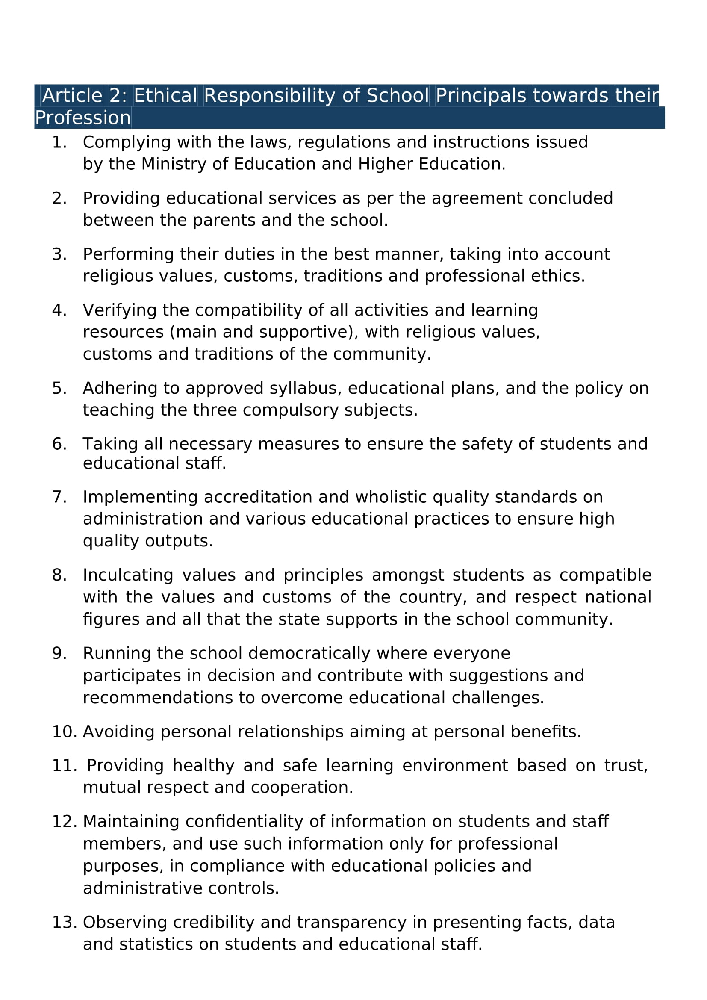 Article 2: Ethical Responsibility of School Principals towards their
Profession
1. Complying with the laws, regulations and instructions issued
by the Ministry of Education and Higher Education.
2. Providing educational services as per the agreement concluded
between the parents and the school.
3. Performing their duties in the best manner, taking into account
religious values, customs, traditions and professional ethics.
4. Verifying the compatibility of all activities and learning
resources (main and supportive), with religious values,
customs and traditions of the community.
5. Adhering to approved syllabus, educational plans, and the policy on
teaching the three compulsory subjects.
6. Taking all necessary measures to ensure the safety of students and
educational staff.
7. Implementing accreditation and wholistic quality standards on
administration and various educational practices to ensure high
quality outputs.
8. Inculcating values and principles amongst students as compatible
with the values and customs of the country, and respect national
figures and all that the state supports in the school community.
9. Running the school democratically where everyone
participates in decision and contribute with suggestions and
recommendations to overcome educational challenges.
10. Avoiding personal relationships aiming at personal benefits.
11. Providing healthy and safe learning environment based on trust,
mutual respect and cooperation.
12. Maintaining confidentiality of information on students and staff
members, and use such information only for professional
purposes, in compliance with educational policies and
administrative controls.
13. Observing credibility and transparency in presenting facts, data
and statistics on students and educational staff.